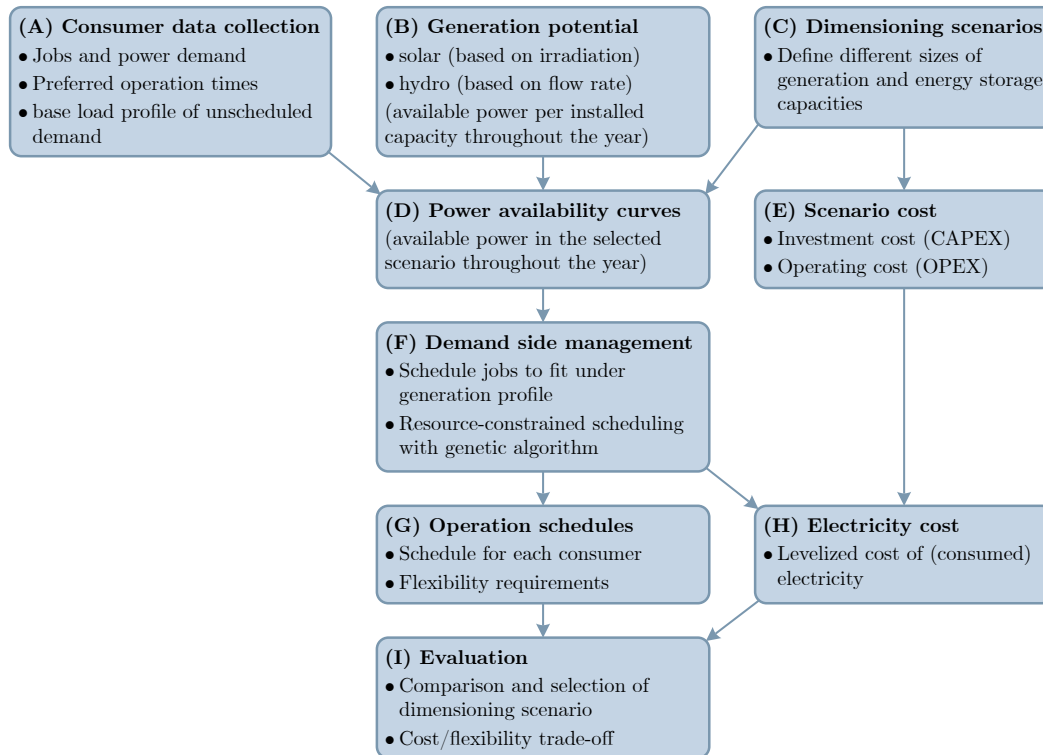 (A) Consumer data collection
• Jobs and power demand
• Preferred operation times
• base load profile of unscheduled
demand
(B) Generation potential
• solar (based on irradiation)
• hydro (based on flow rate)
(available power per installed
capacity throughout the year)
(C) Dimensioning scenarios
• Define different sizes of
generation and energy storage
capacities
(D) Power availability curves
(available power in the selected
scenario throughout the year)
(E) Scenario cost
• Investment cost (CAPEX)
• Operating cost (OPEX)
(F) Demand side management
• Schedule jobs to fit under
generation profile
• Resource-constrained scheduling
with genetic algorithm
(G) Operation schedules
• Schedule for each consumer
• Flexibility requirements
(H) Electricity cost
• Levelized cost of (consumed)
electricity
(I) Evaluation
• Comparison and selection of
dimensioning scenario
• Cost/flexibility trade-off